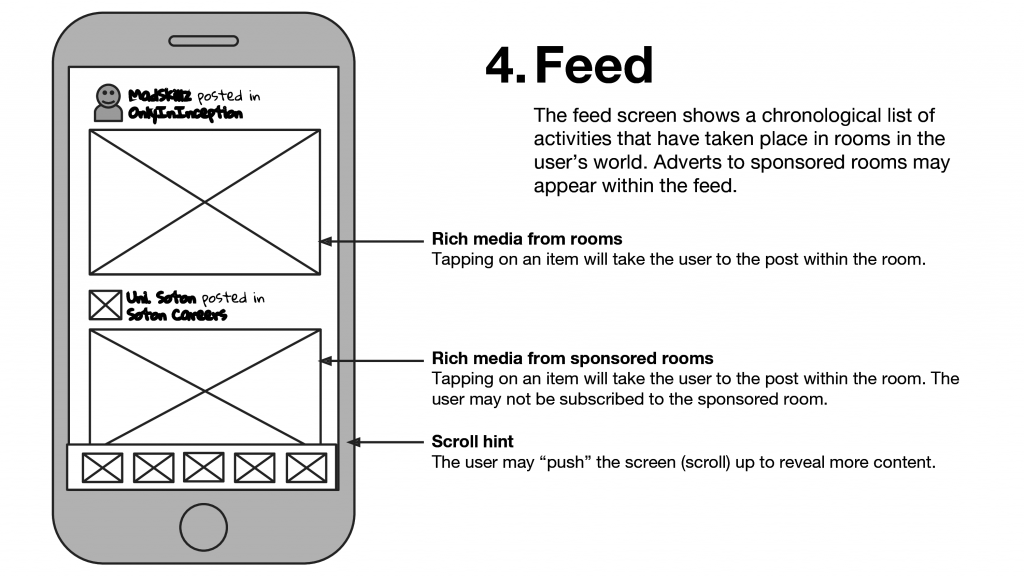 MadSkillz posted in
OnlyInInception
Uni. Soton posted in
Soton Careers
4. Feed
The feed screen shows a chronological list of
activities that have taken place in rooms in the
user’s world. Adverts to sponsored rooms may
appear within the feed.
Rich media from rooms
Tapping on an item will take the user to the post within the room.
Rich media from sponsored rooms
Tapping on an item will take the user to the post within the room. The
user may not be subscribed to the sponsored room.
Scroll hint
The user may “push” the screen (scroll) up to reveal more content.